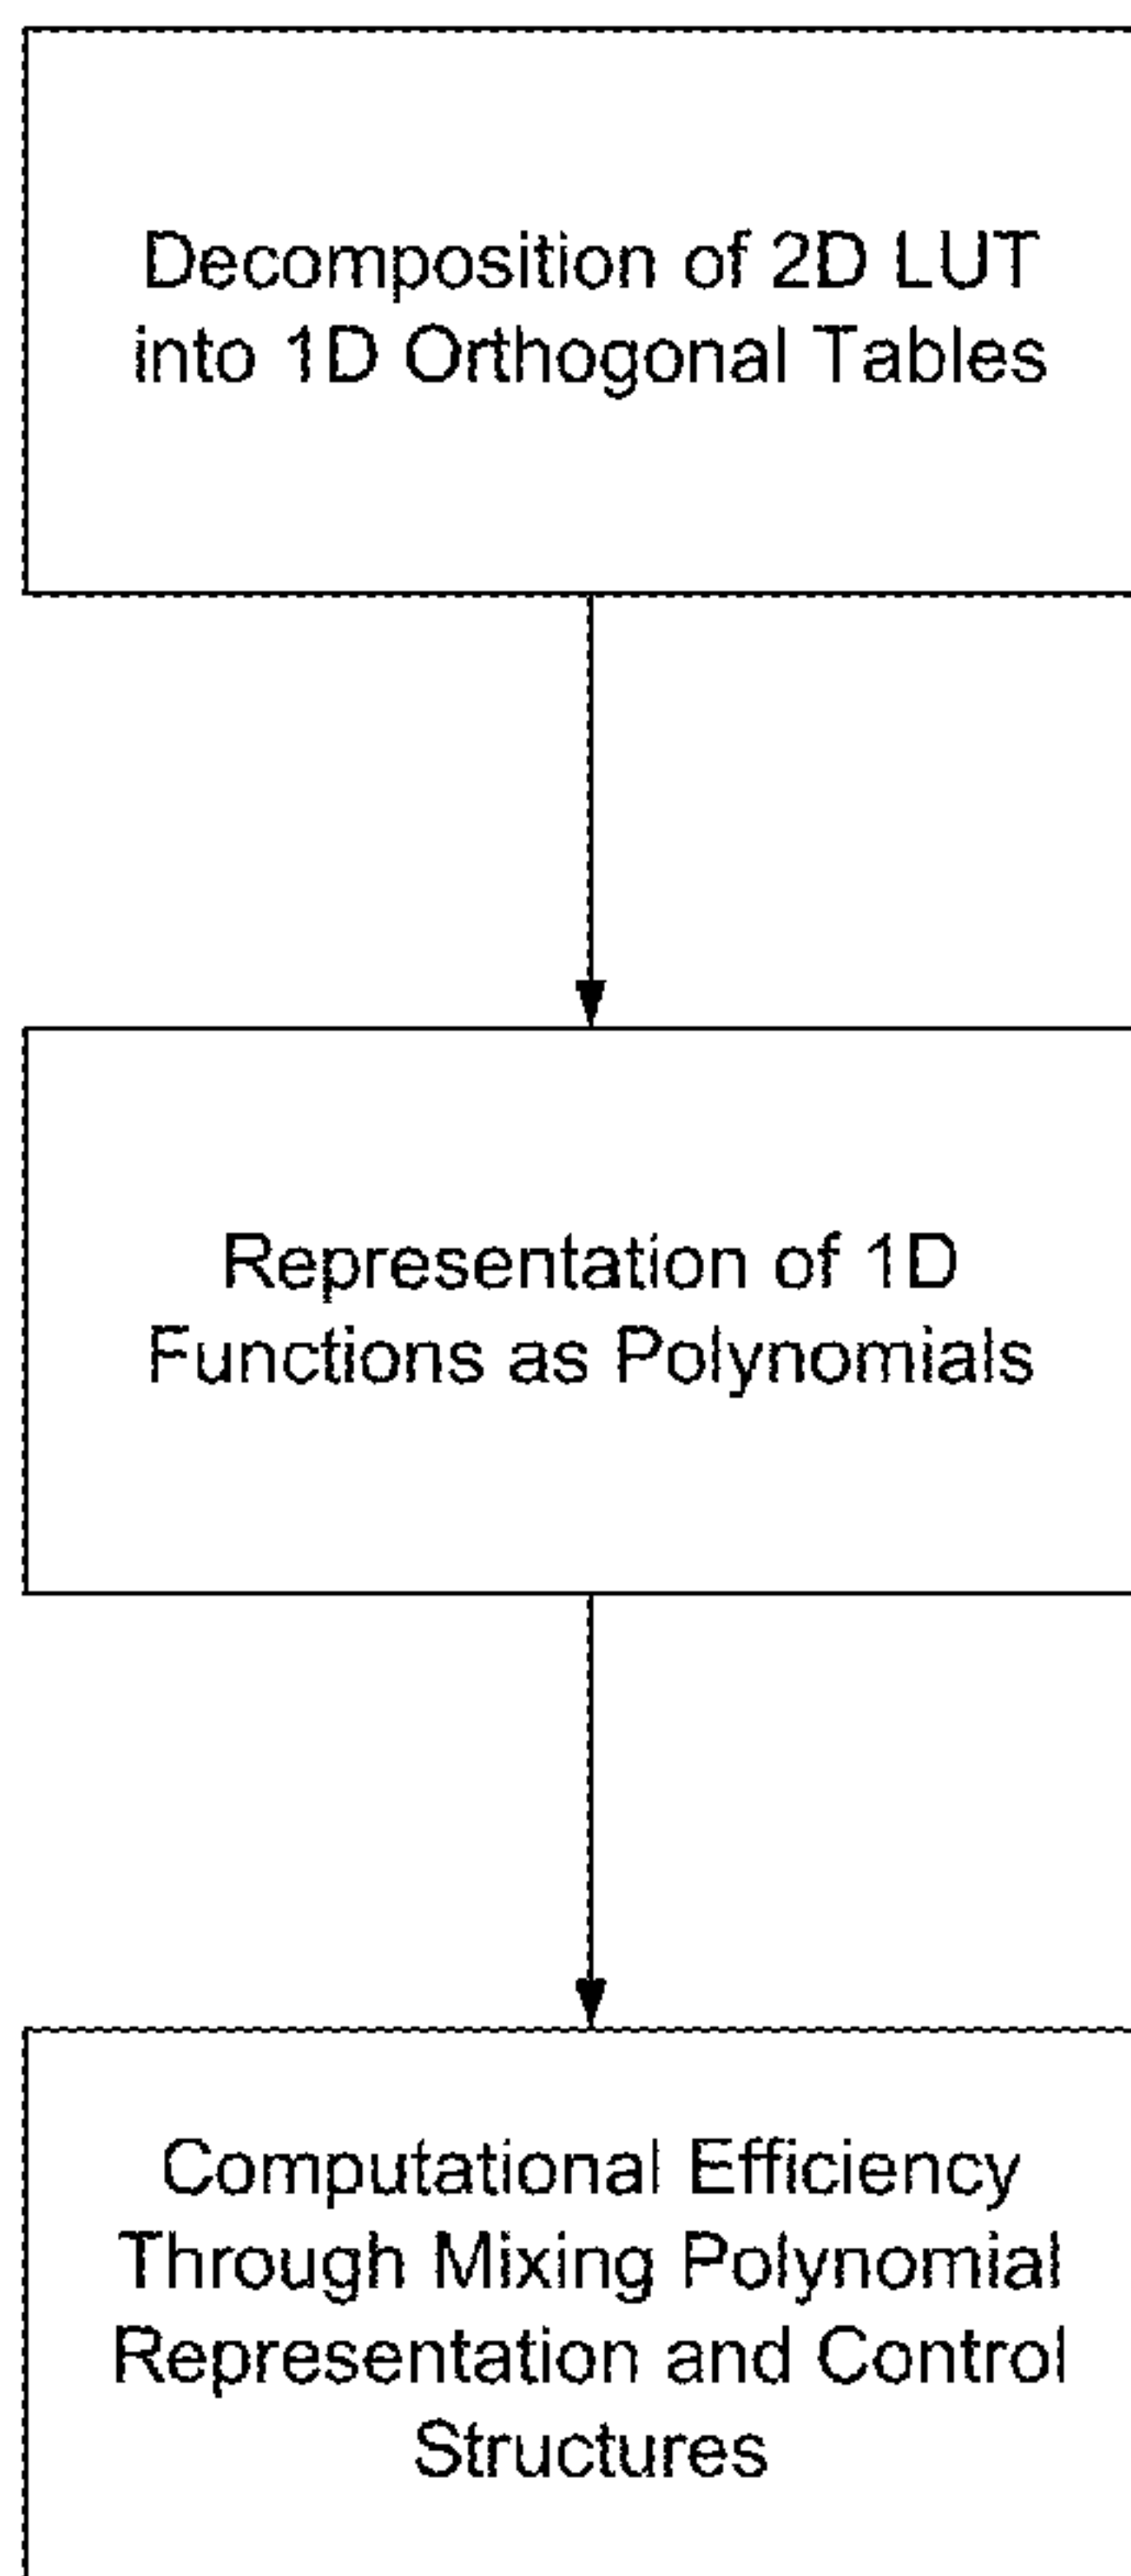 Decomposition of 2D LUT
into 1D Orthogonal Tables
Representation of 1D
Functions as Polynomials
Computational Efficiency
Through Mixing Polynomial
Representation and Control
Structures